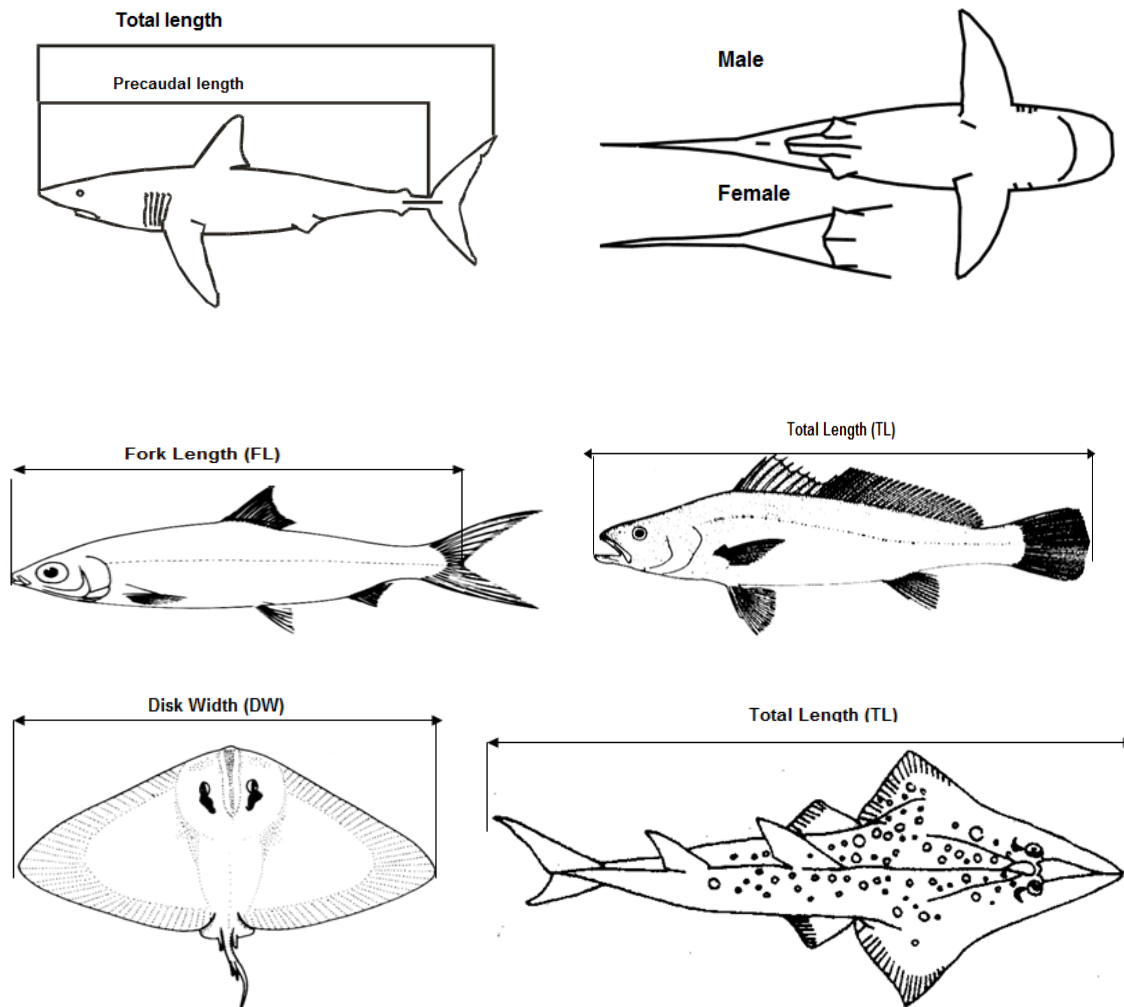 Total length
Precaudal length
Male
Female
Fork Length (FL)
Total Length (TL)
Disk Width (DW)
Total Length (TL)